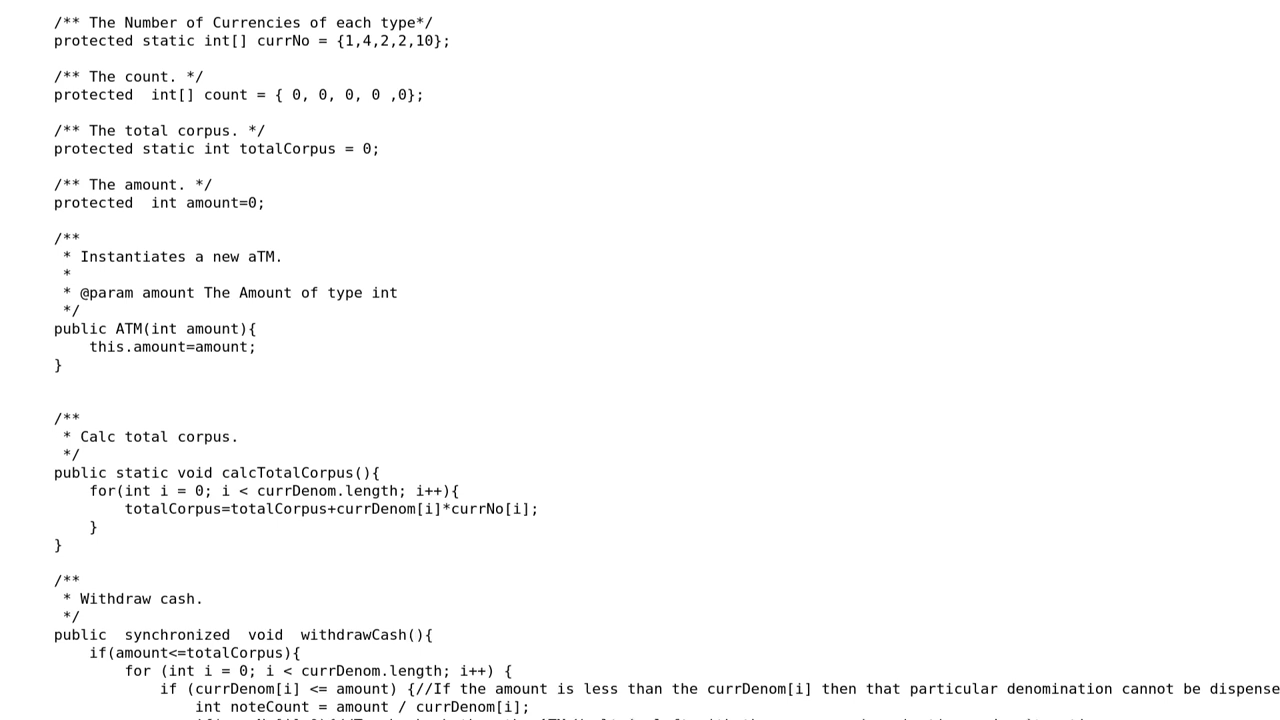 /** The Number of Currencies of each type*/
protected static int[] currNo = {1,4,2,2,10};
/** The count. */
protected  int[] count = { 0, 0, 0, 0 ,0};
/** The total corpus. */
protected static int totalCorpus = 0;
/** The amount. */
protected  int amount=0;
/**
 * Instantiates a new aTM.
 *
 * @param amount The Amount of type int
 */
public ATM(int amount){
    this.amount=amount;
}
/**
 * Calc total corpus.
 */
public static void calcTotalCorpus(){
    for(int i = 0; i < currDenom.length; i++){
        totalCorpus=totalCorpus+currDenom[i]*currNo[i];
    }
}
/**
 * Withdraw cash.
 */
public  synchronized  void  withdrawCash(){
    if(amount<=totalCorpus){
        for (int i = 0; i < currDenom.length; i++) {
            if (currDenom[i] <= amount) {//If the amount is less than the currDenom[i] then that particular denomination cannot be dispense
                int noteCount = amount / currDenom[i];